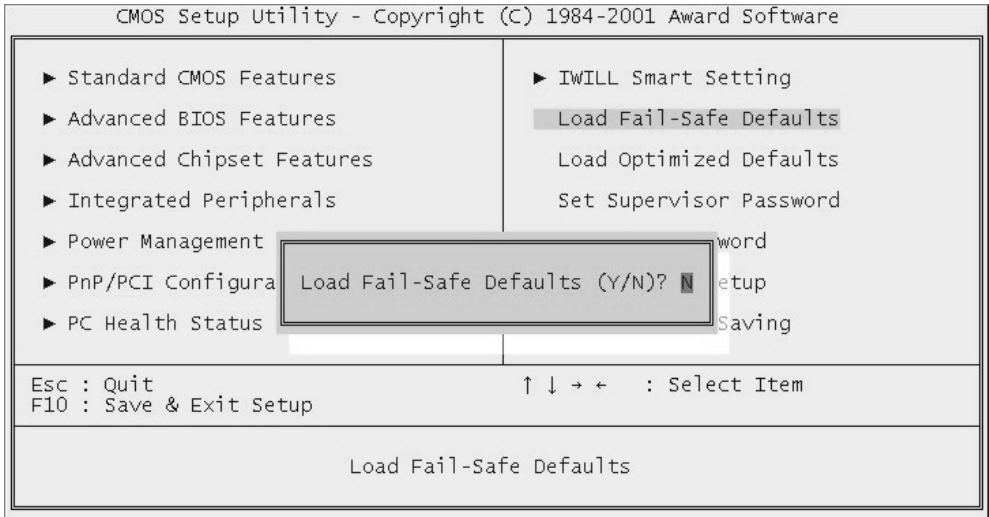 CMOS Setup Utility - Copyright (C) 1984-2001 Award Software
► Standard CMOS Features
► Advanced BIOS Features
► Advanced Chipset Features
► Integrated Peripherals
► Power Management
► PnP/PCI Configura
► PC Health Status
► IWILL Smart Setting
Load Fail-Safe Defaults
Load Optimized Defaults
Set Supervisor Password
word
etup
Saving
Load Fail-Safe Defaults (Y/N)? N
Esc : Quit
F10 : Save & Exit Setup
↑ ↓ → ← : Select Item
Load Fail-Safe Defaults